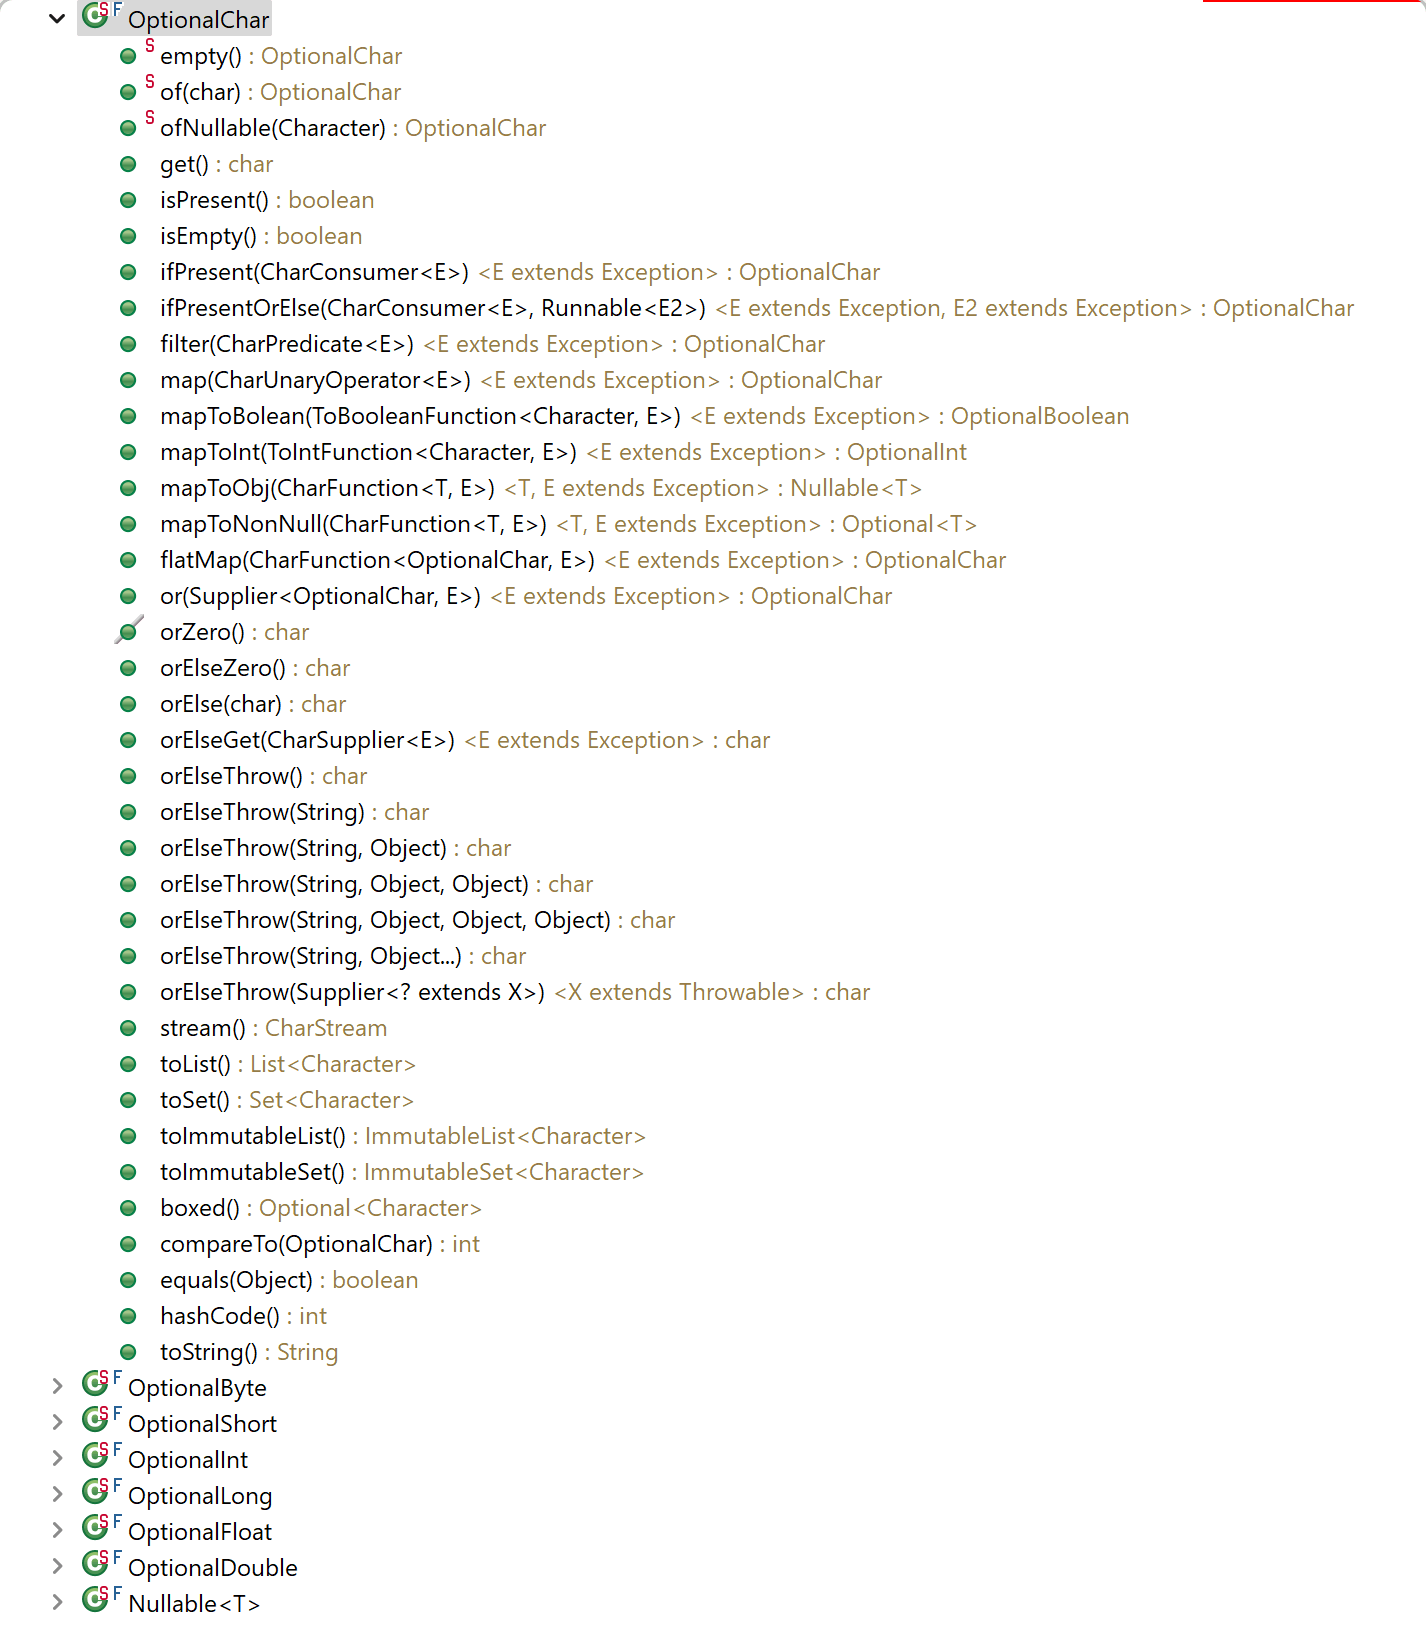 OptionalChar
empty() : OptionalChar
of(char) : OptionalChar
ofNullable(Character) : OptionalChar
get() : char
isPresent() : boolean
isEmpty() : boolean
ifPresent(CharConsumer<E>) <E extends Exception> : OptionalChar
ifPresentOrElse(CharConsumer<E>, Runnable<E2>) <E extends Exception, E2 extends Exception> : OptionalChar
filter(CharPredicate<E>) <E extends Exception> : OptionalChar
map(CharUnaryOperator<E>) <E extends Exception> : OptionalChar
mapToBolean(ToBooleanFunction<Character, E>) <E extends Exception> : OptionalBoolean
mapToInt(ToIntFunction<Character, E>) <E extends Exception> : OptionalInt
mapToObj(CharFunction<T, E>) <T, E extends Exception> : Nullable<T>
mapToNonNull(CharFunction<T, E>) <T, E extends Exception> : Optional<T>
flatMap(CharFunction<OptionalChar, E>) <E extends Exception> : OptionalChar
or(Supplier<OptionalChar, E>) <E extends Exception> : OptionalChar
orZero() : char
orElseZero() : char
orElse(char) : char
orElseGet(CharSupplier<E>) <E extends Exception> : char
orElseThrow() : char
orElseThrow(String) : char
orElseThrow(String, Object) : char
orElseThrow(String, Object, Object) : char
orElseThrow(String, Object, Object, Object) : char
orElseThrow(String, Object...) : char
orElseThrow(Supplier<? extends X>) <X extends Throwable> : char
stream() : CharStream
toList() : List<Character>
toSet() : Set<Character>
toImmutableList() : ImmutableList<Character>
toImmutableSet() : ImmutableSet<Character>
boxed() : Optional<Character>
compareTo(OptionalChar) : int
equals(Object) : boolean
hashCode() : int
toString() : String
OptionalByte
OptionalShort
OptionalInt
OptionalLong
OptionalFloat
OptionalDouble
Nullable<T>